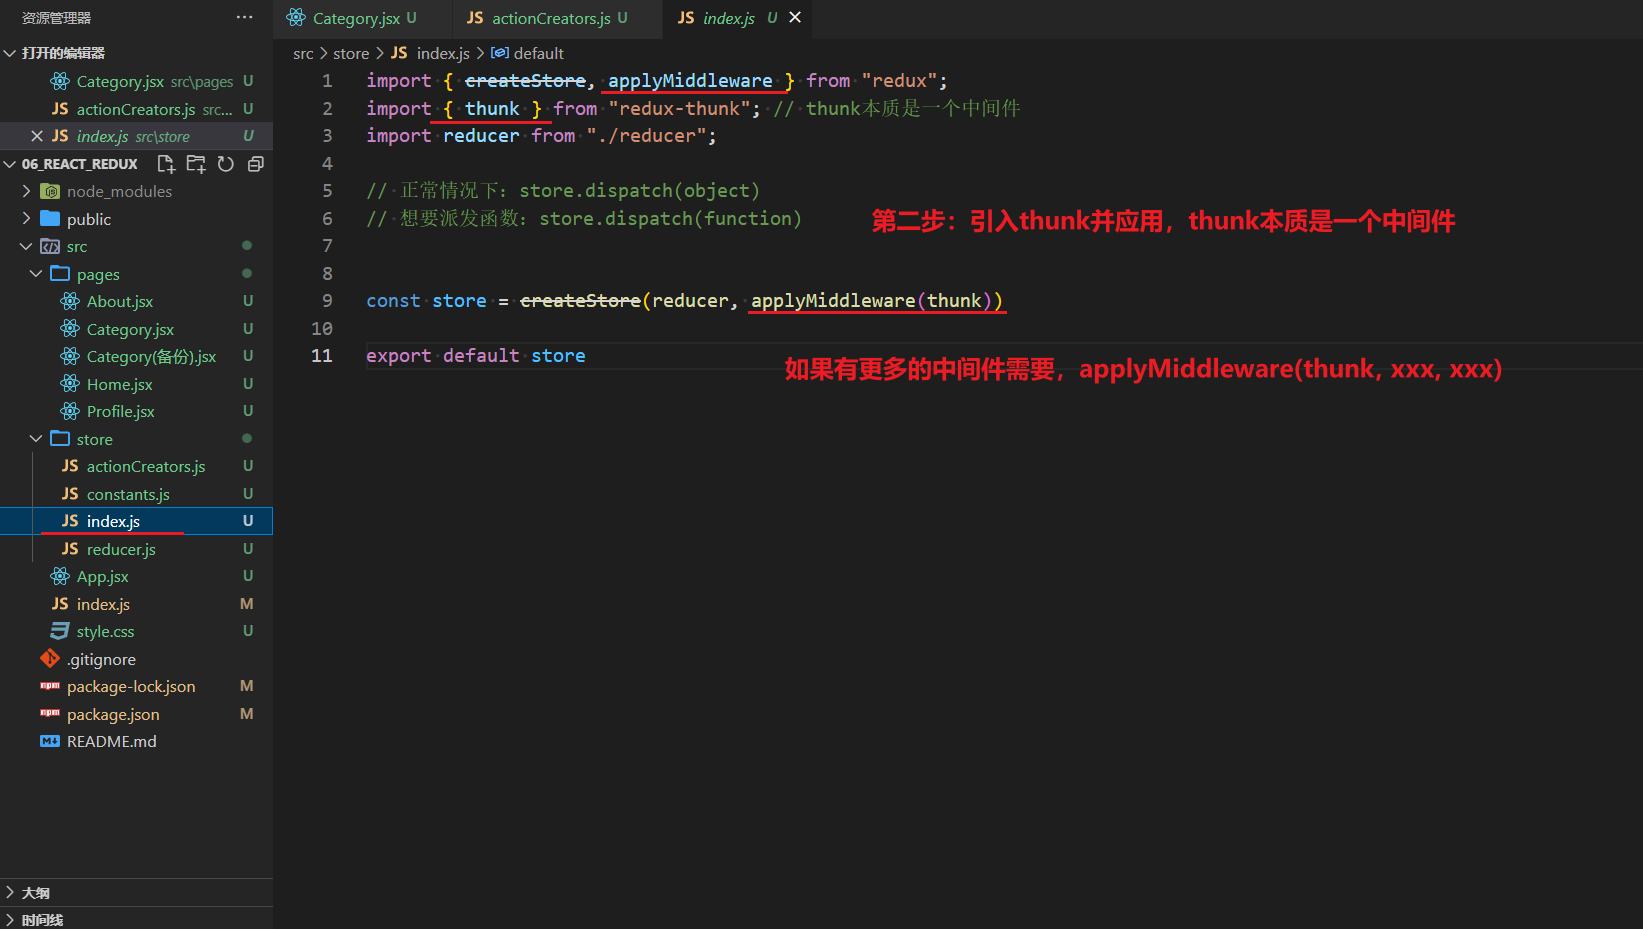 资源管理器 ···
打开的编辑器
Category.jsx src\pages U
JS actionCreators.js src... U
JS index.js src\store U
06_REACT_REDUX
node_modules
public
src
pages
About.jsx U
Category.jsx U
Category(备份).jsx U
Home.jsx U
Profile.jsx U
store
JS actionCreators.js U
JS constants.js U
JS index.js U
JS reducer.js U
App.jsx U
JS index.js M
style.css U
.gitignore
npm package-lock.json M
npm package.json M
README.md
大纲
时间线
Category.jsx U JS actionCreators.js U JS index.js U
src > store > JS index.js > default
1 import { createStore, applyMiddleware } from "redux";
2 import { thunk } from "redux-thunk"; // thunk本质是一个中间件
3 import reducer from "./reducer";
4
5 // 正常情况下：store.dispatch(object)
6 // 想要派发函数：store.dispatch(function)
第二步：引入thunk并应用，thunk本质是一个中间件
7
8
9 const store = createStore(reducer, applyMiddleware(thunk))
10
11 export default store
如果有更多的中间件需要，applyMiddleware(thunk, xxx, xxx)